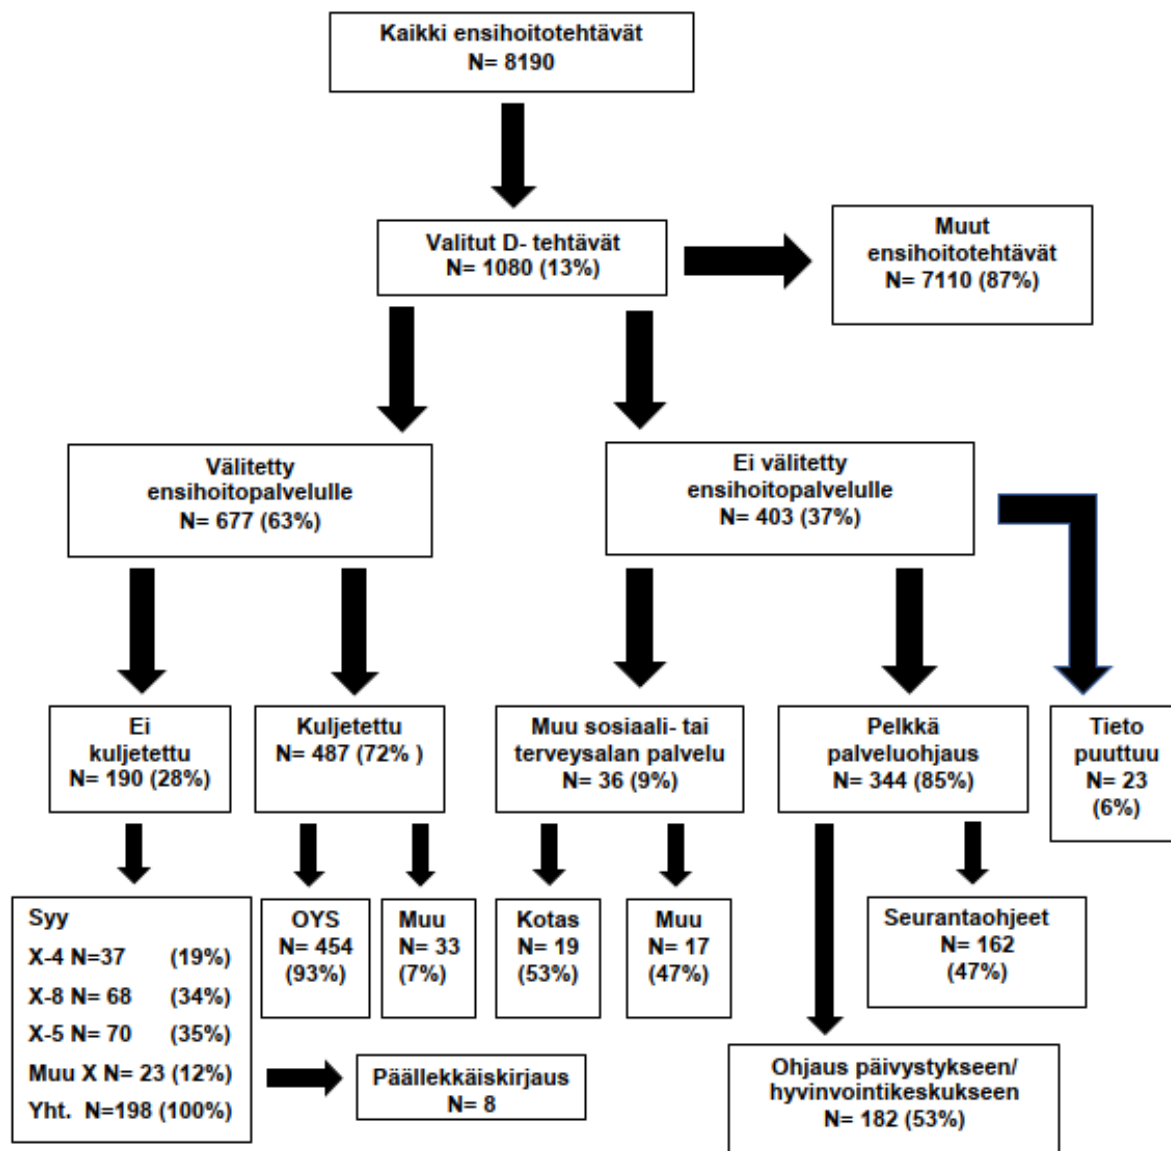 Kaikki ensihoitotehtävät
N= 8190
Valitut D- tehtävät
N= 1080 (13%)
Muut
ensihoitotehtävät
N= 7110 (87%)
Välitetty
ensihoitopalvelulle
N= 677 (63%)
Ei välitetty
ensihoitopalvelulle
N= 403 (37%)
Ei
kuljetettu
N= 190 (28%)
Kuljetettu
N= 487 (72% )
Muu sosiaali- tai
terveysalan palvelu
N= 36 (9%)
Pelkkä
palveluohjaus
N= 344 (85%)
Tieto
puuttuu
N= 23
(6%)
Syy
X-4 N=37 (19%)
X-8 N= 68 (34%)
X-5 N= 70 (35%)
Muu X N= 23 (12%)
Yht. N=198 (100%)
OYS
N= 454
(93%)
Muu
N= 33
(7%)
Kotas
N= 19
(53%)
Muu
N= 17
(47%)
Seurantaohjeet
N= 162
(47%)
Päällekkäiskirjaus
N= 8
Ohjaus päivystykseen/
hyvinvointikeskukseen
N= 182 (53%)